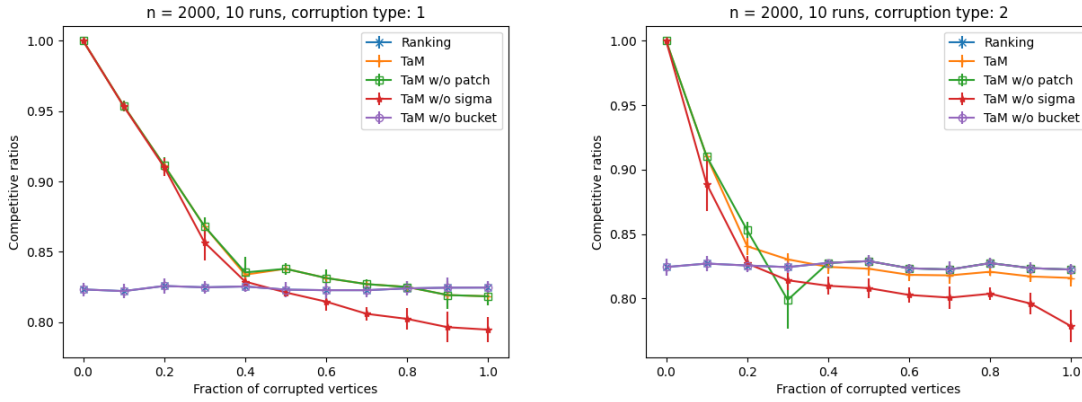 n = 2000, 10 runs, corruption type: 1
1.00
0.95
0.90
0.85
0.80
Competitive ratios
Ranking
TaM
TaM w/o patch
TaM w/o sigma
TaM w/o bucket
0.0 0.2 0.4 0.6 0.8 1.0
Fraction of corrupted vertices
n = 2000, 10 runs, corruption type: 2
1.00
0.95
0.90
0.85
0.80
Competitive ratios
Ranking
TaM
TaM w/o patch
TaM w/o sigma
TaM w/o bucket
0.0 0.2 0.4 0.6 0.8 1.0
Fraction of corrupted vertices